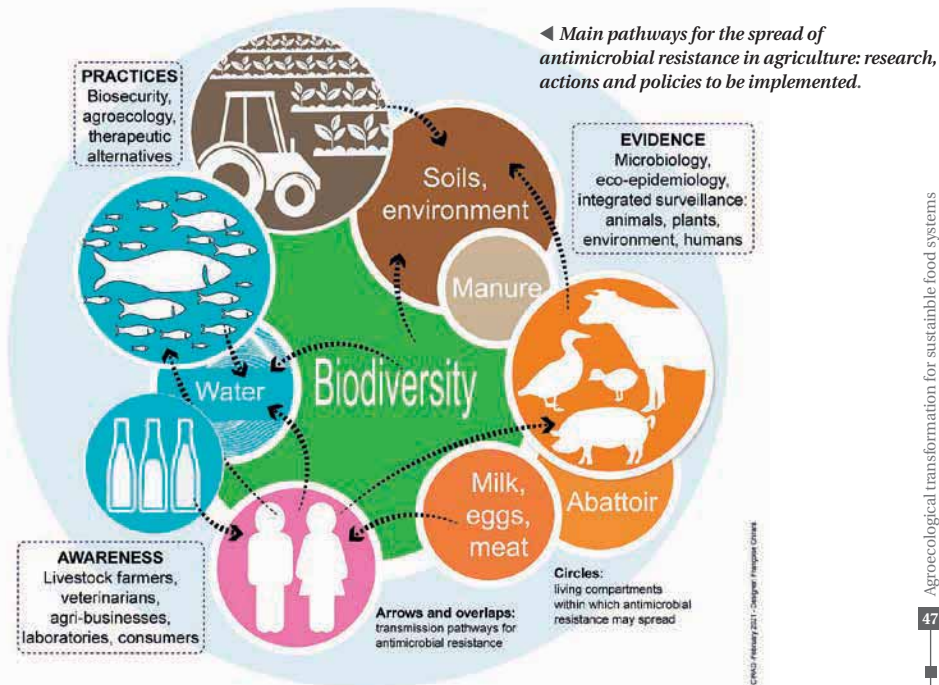 ◀ Main pathways for the spread of
antimicrobial resistance in agriculture: research,
actions and policies to be implemented.
PRACTICES
Biosecurity,
agroecology,
therapeutic
alternatives
EVIDENCE
Microbiology,
eco-epidemiology,
integrated surveillance:
animals, plants,
environment, humans
Soils,
environment
Manure
Water
Biodiversity
Milk,
eggs,
meat
Abattoir
AWARENESS
Livestock farmers,
veterinarians,
agri-businesses,
laboratories, consumers
Arrows and overlaps:
transmission pathways for
antimicrobial resistance
Circles:
living compartments
within which antimicrobial
resistance may spread
Agroecological transformation for sustainble food systems
47